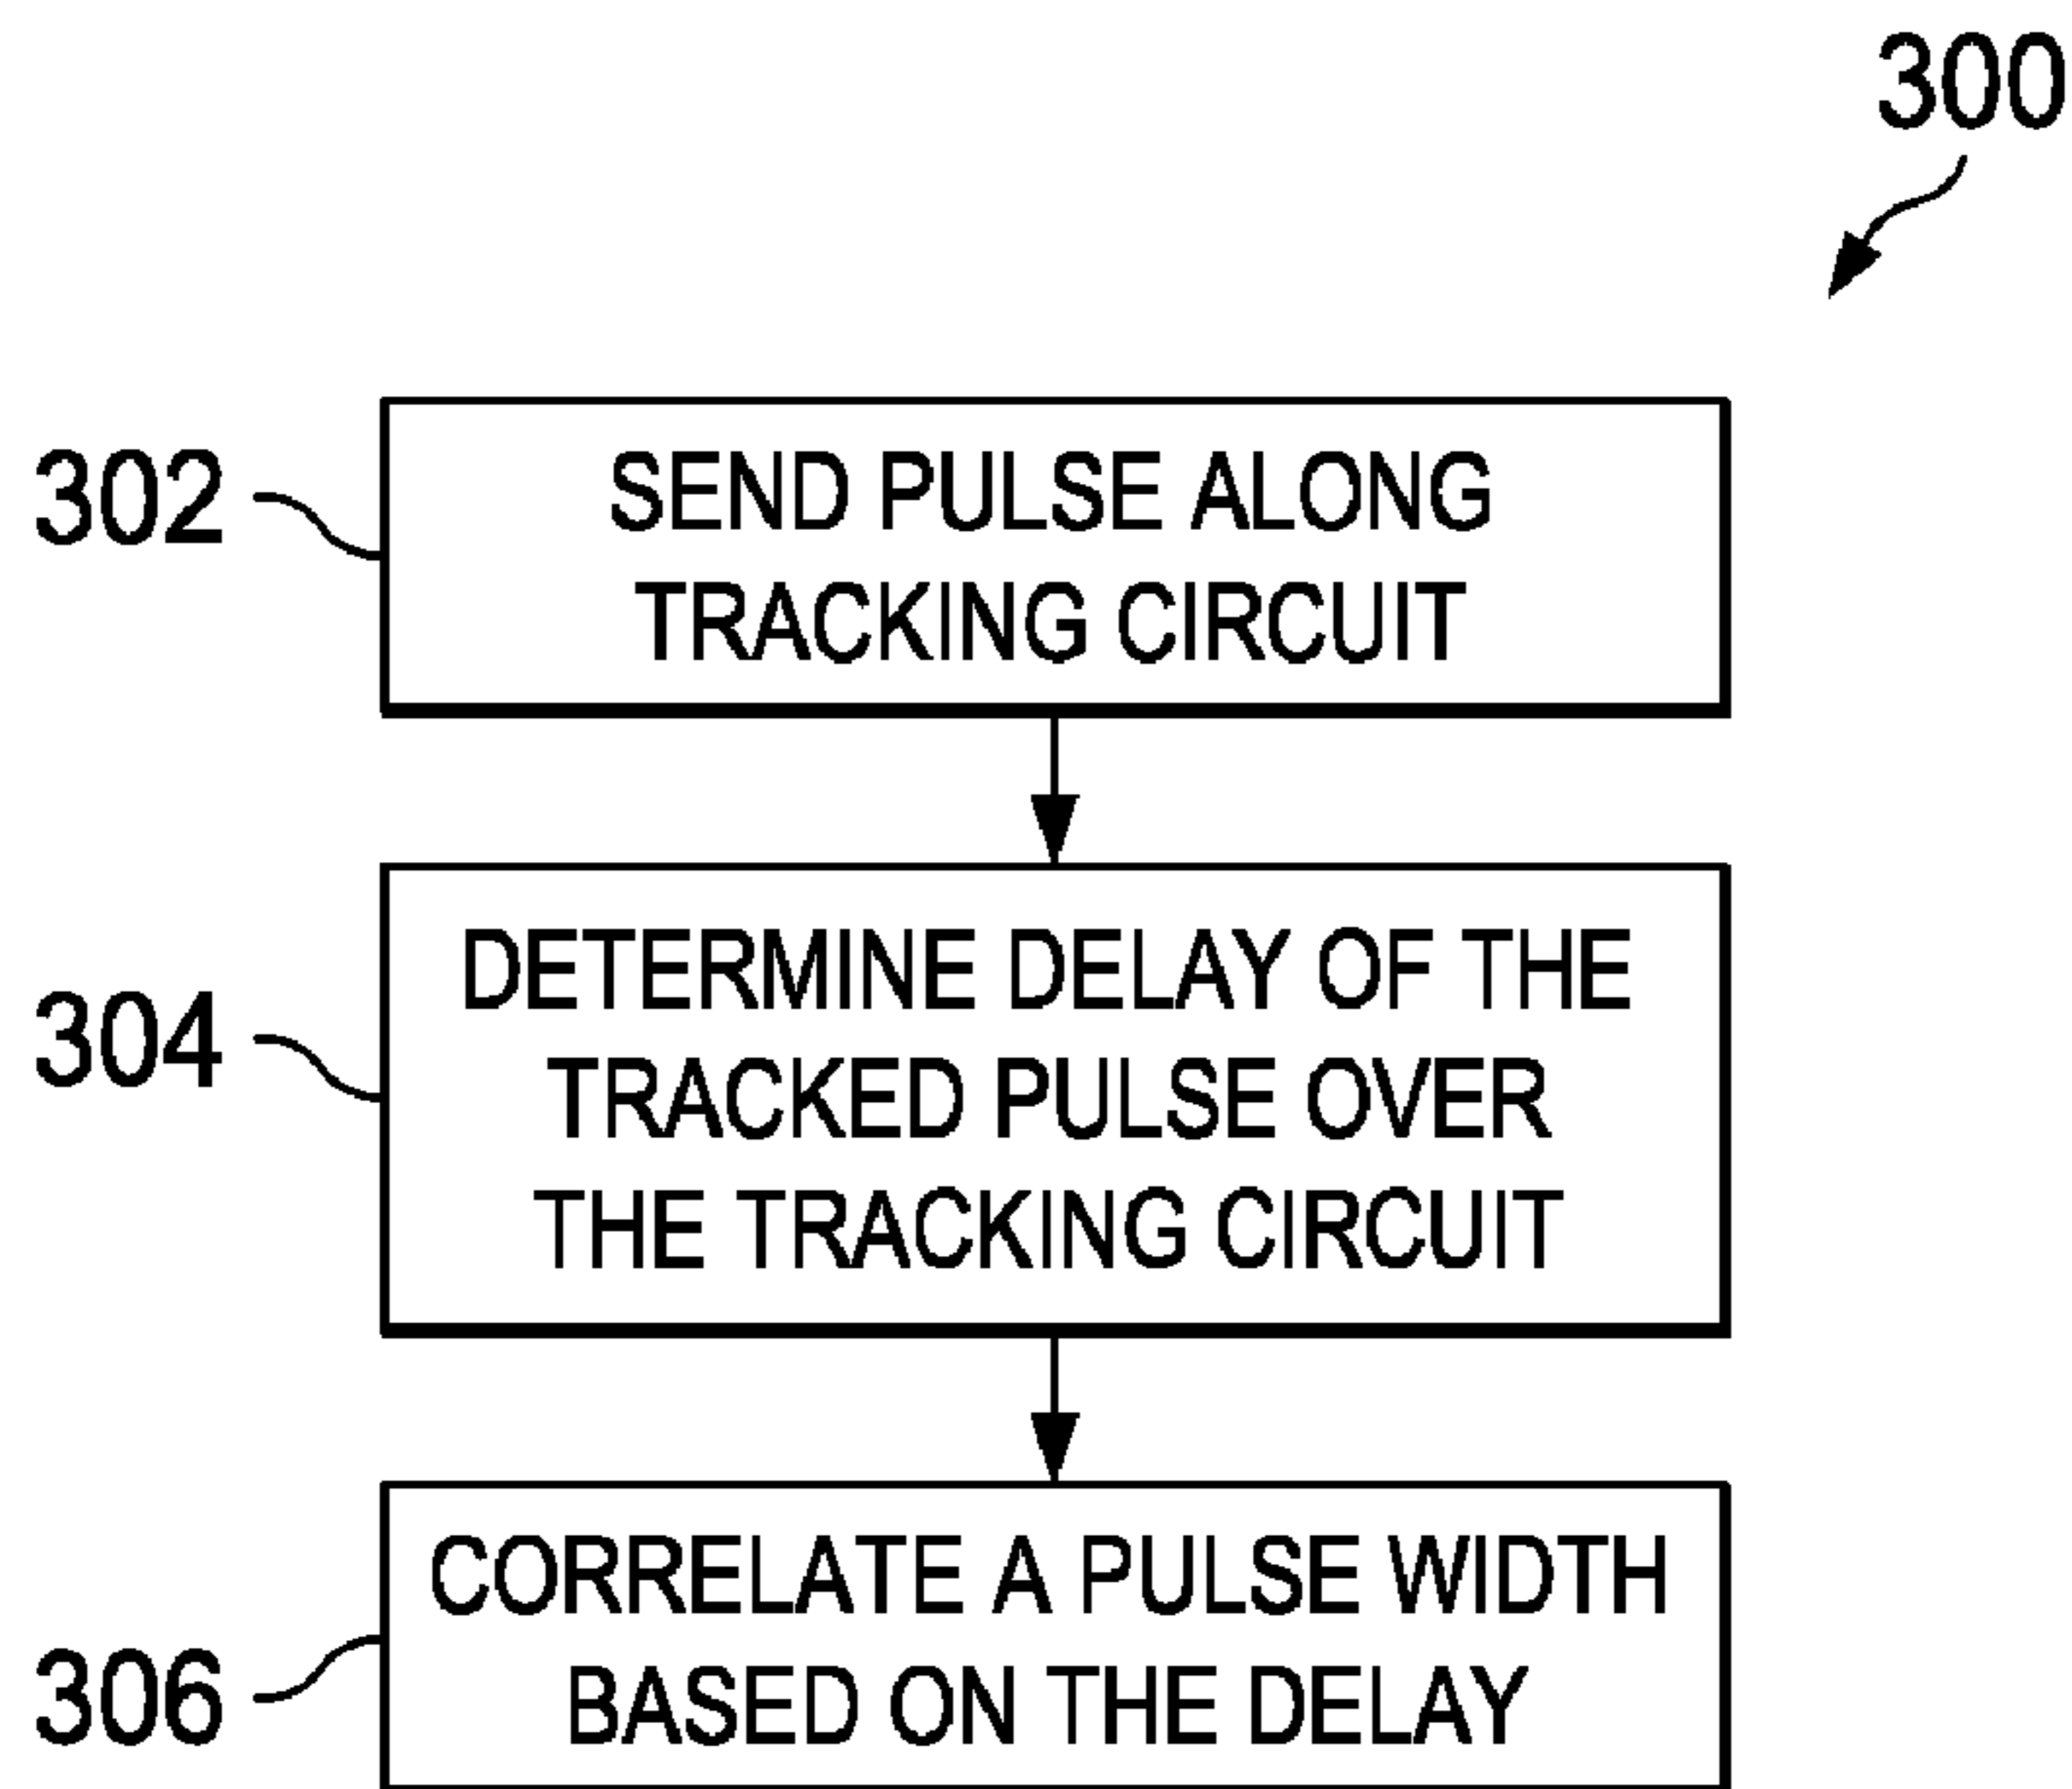 300
302
SEND PULSE ALONG
TRACKING CIRCUIT
304
DETERMINE DELAY OF THE
TRACKED PULSE OVER
THE TRACKING CIRCUIT
306
CORRELATE A PULSE WIDTH
BASED ON THE DELAY